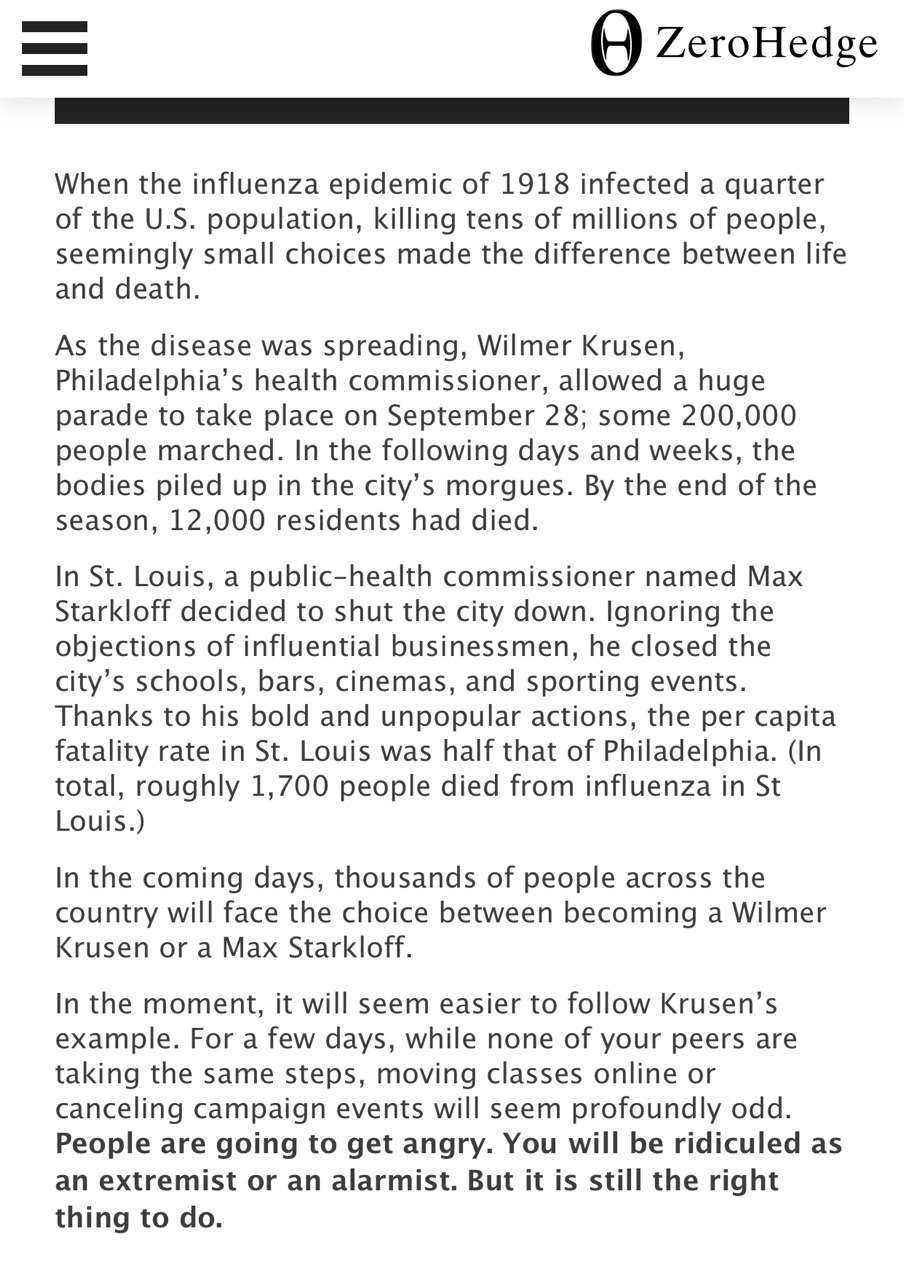 ZeroHedge
When the influenza epidemic of 1918 infected a quarter
of the U.S. population, killing tens of millions of people,
seemingly small choices made the difference between life
and death.
As the disease was spreading, Wilmer Krusen,
Philadelphia’s health commissioner, allowed a huge
parade to take place on September 28; some 200,000
people marched. In the following days and weeks, the
bodies piled up in the city’s morgues. By the end of the
season, 12,000 residents had died.
In St. Louis, a public-health commissioner named Max
Starkloff decided to shut the city down. Ignoring the
objections of influential businessmen, he closed the
city’s schools, bars, cinemas, and sporting events.
Thanks to his bold and unpopular actions, the per capita
fatality rate in St. Louis was half that of Philadelphia. (In
total, roughly 1,700 people died from influenza in St
Louis.)
In the coming days, thousands of people across the
country will face the choice between becoming a Wilmer
Krusen or a Max Starkloff.
In the moment, it will seem easier to follow Krusen’s
example. For a few days, while none of your peers are
taking the same steps, moving classes online or
canceling campaign events will seem profoundly odd.
People are going to get angry. You will be ridiculed as
an extremist or an alarmist. But it is still the right
thing to do.